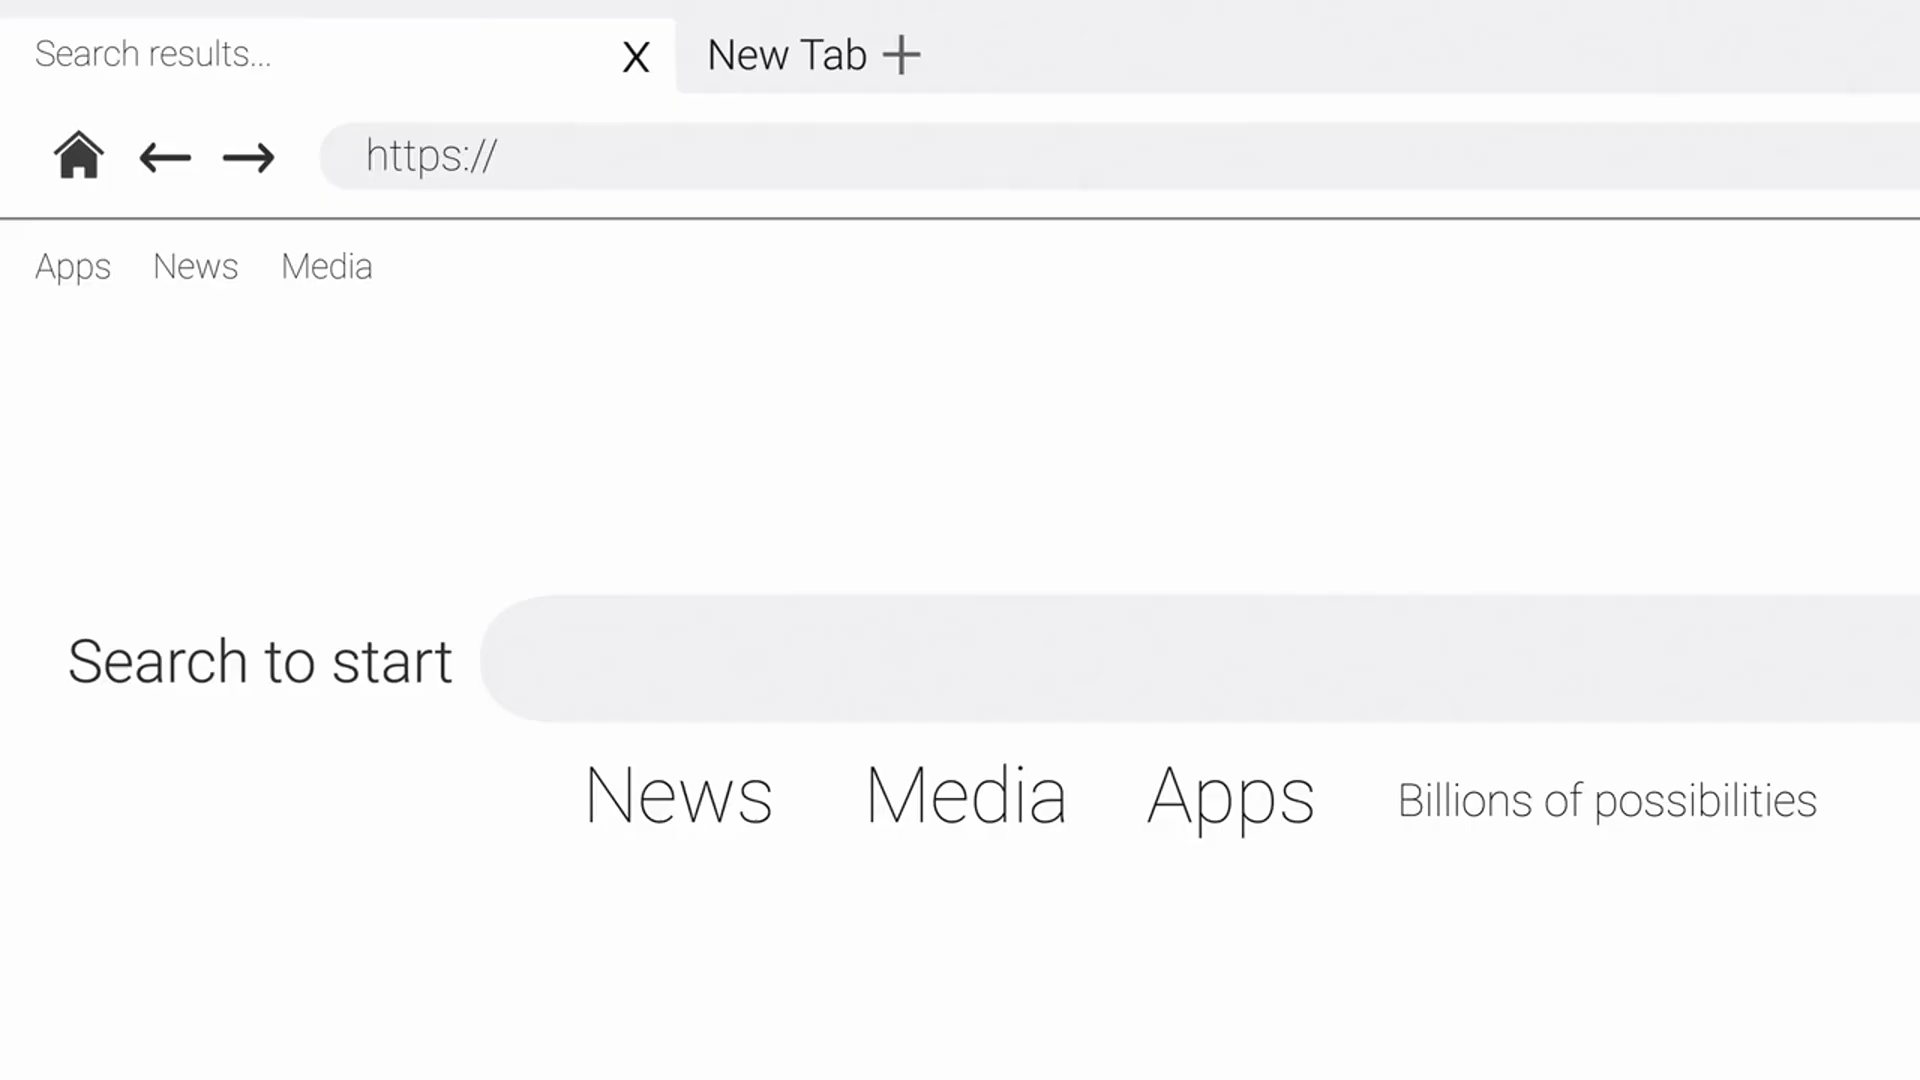 Search results... X New Tab +
https://
Apps News Media
Search to start
News Media Apps Billions of possibilities